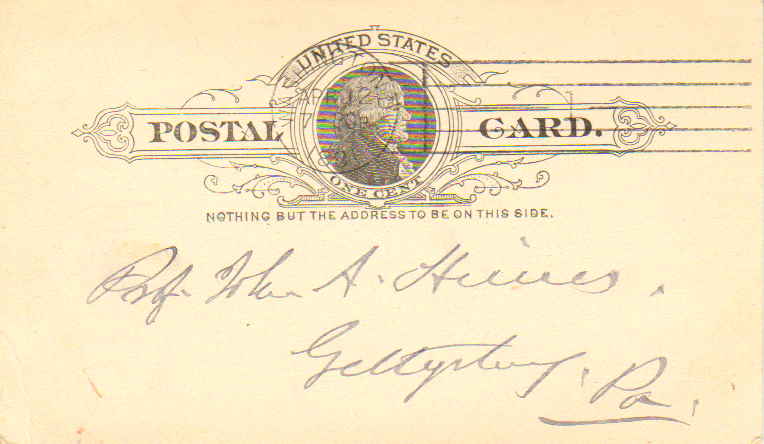 UNITED STATES
POSTAL CARD.
ONE CENT
NOTHING BUT THE ADDRESS TO BE ON THIS SIDE.
Prof. John A. Himes.
Gettysburg, Pa.